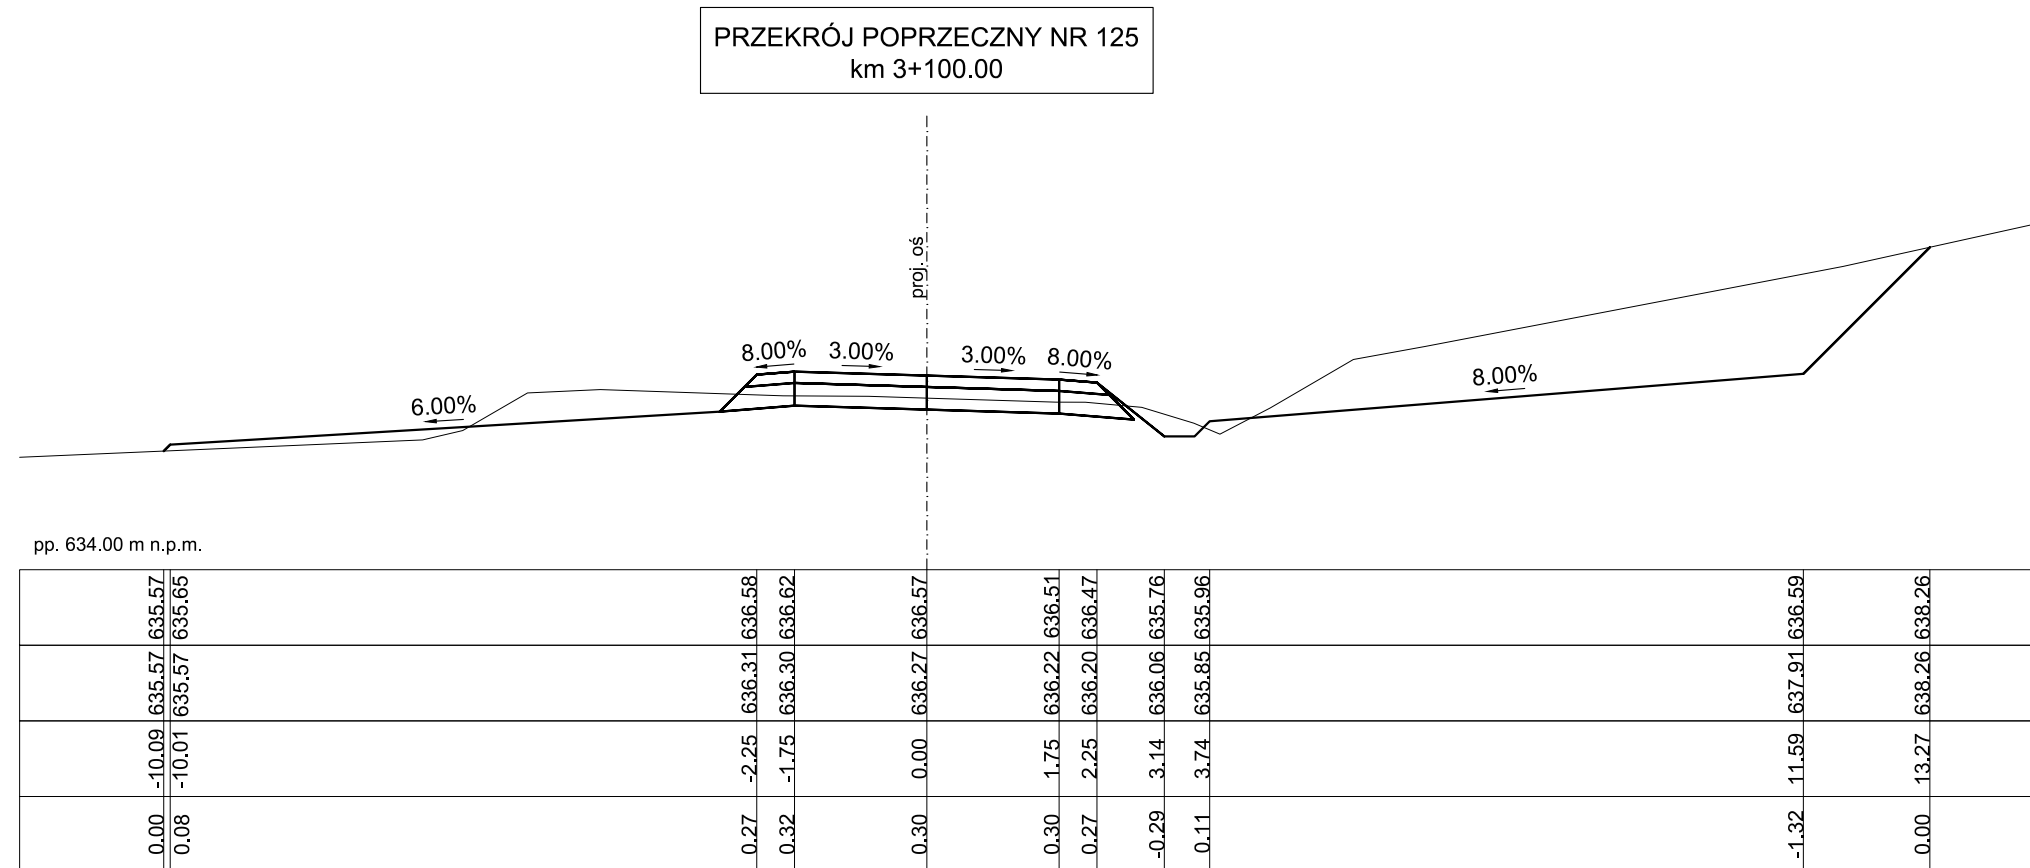 PRZEKRÓJ POPRZECZNY NR 125
km 3+100.00
proj. oś
8.00%
3.00%
3.00%
8.00%
6.00%
8.00%
pp. 634.00 m n.p.m.
635.57 635.65 636.58 636.62 636.57 636.51 636.47 635.76 635.96 636.59 638.26
635.57 635.57 636.31 636.30 636.27 636.22 636.20 636.06 635.85 637.91 638.26
-10.09 -10.01 -2.25 -1.75 0.00 1.75 2.25 3.14 3.74 11.59 13.27
0.00 0.08 0.27 0.32 0.30 0.30 0.27 -0.29 0.11 -1.32 0.00